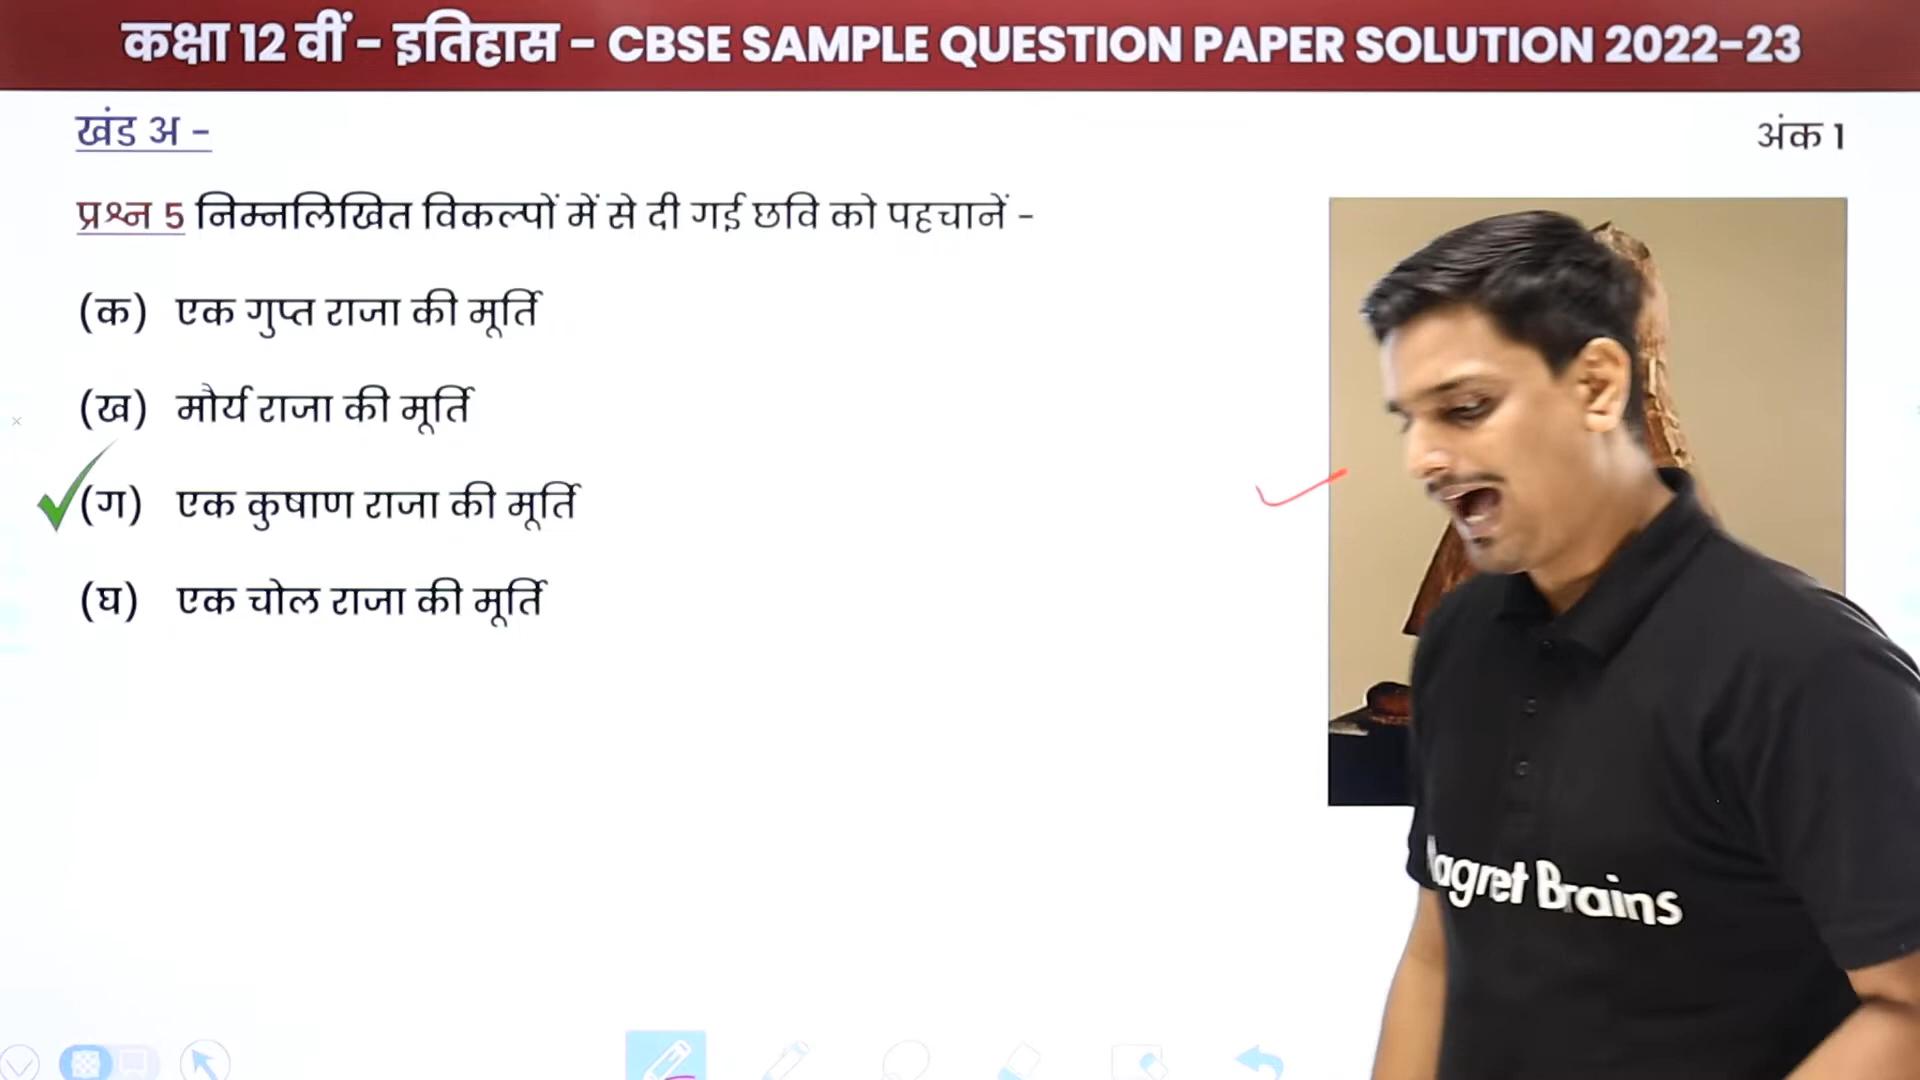 कक्षा 12 वीं - इतिहास - CBSE SAMPLE QUESTION PAPER SOLUTION 2022-23
खंड अ -
अंक 1
प्रश्न 5 निम्नलिखित विकल्पों में से दी गई छवि को पहचानें -
(क) एक गुप्त राजा की मूर्ति
(ख) मौर्य राजा की मूर्ति
(ग) एक कुषाण राजा की मूर्ति
(घ) एक चोल राजा की मूर्ति
agret Brains